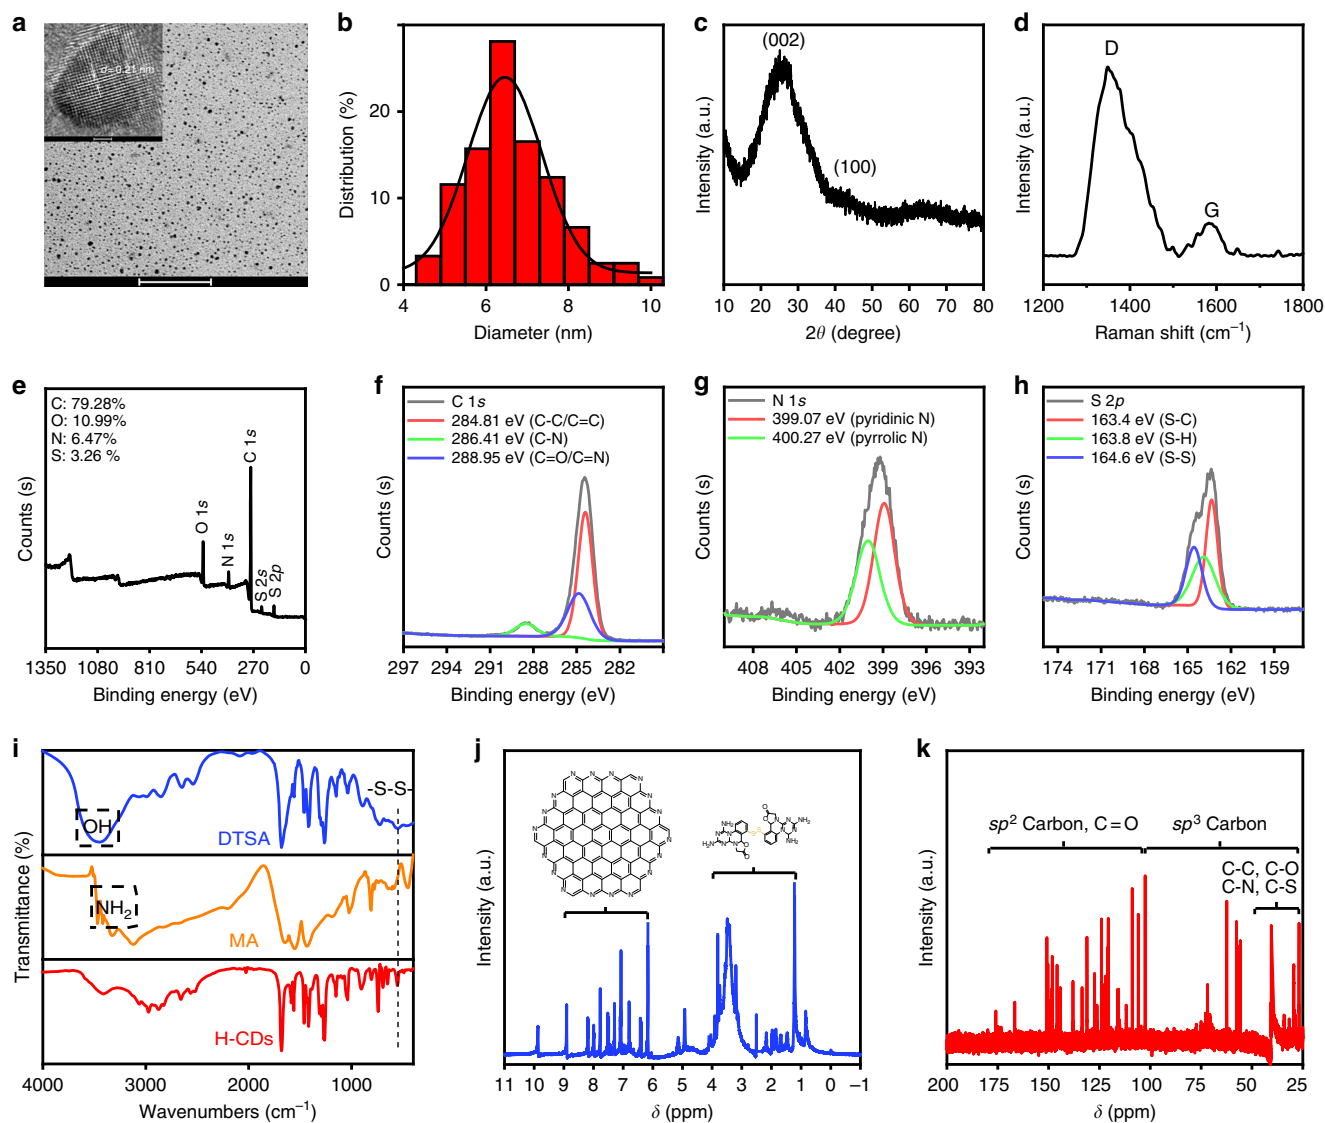 a
d = 0.21 nm
b
Distribution (%)
20
10
0
4
6
8
10
Diameter (nm)
c
Intensity (a.u.)
(002)
(100)
10
20
30
40
50
60
70
80
2θ (degree)
d
Intensity (a.u.)
D
G
1200
1400
1600
1800
Raman shift (cm⁻¹)
e
C: 79.28%
O: 10.99%
N: 6.47%
S: 3.26 %
Counts (s)
O 1s
N 1s
C 1s
S 2s
S 2p
1350
1080
810
540
270
0
Binding energy (eV)
f
C 1s
284.81 eV (C-C/C=C)
286.41 eV (C-N)
288.95 eV (C=O/C=N)
Counts (s)
297
294
291
288
285
282
Binding energy (eV)
g
N 1s
399.07 eV (pyridinic N)
400.27 eV (pyrrolic N)
Counts (s)
408
405
402
399
396
393
Binding energy (eV)
h
S 2p
163.4 eV (S-C)
163.8 eV (S-H)
164.6 eV (S-S)
Counts (s)
174
171
168
165
162
159
Binding energy (eV)
i
Transmittance (%)
OH
-S-S-
DTSA
NH₂
MA
H-CDs
4000
3000
2000
1000
Wavenumbers (cm⁻¹)
j
Intensity (a.u.)
11
10
9
8
7
6
5
4
3
2
1
0
−1
δ (ppm)
k
Intensity (a.u.)
sp² Carbon, C=O
sp³ Carbon
C-C, C-O
C-N, C-S
200
175
150
125
100
75
50
25
δ (ppm)